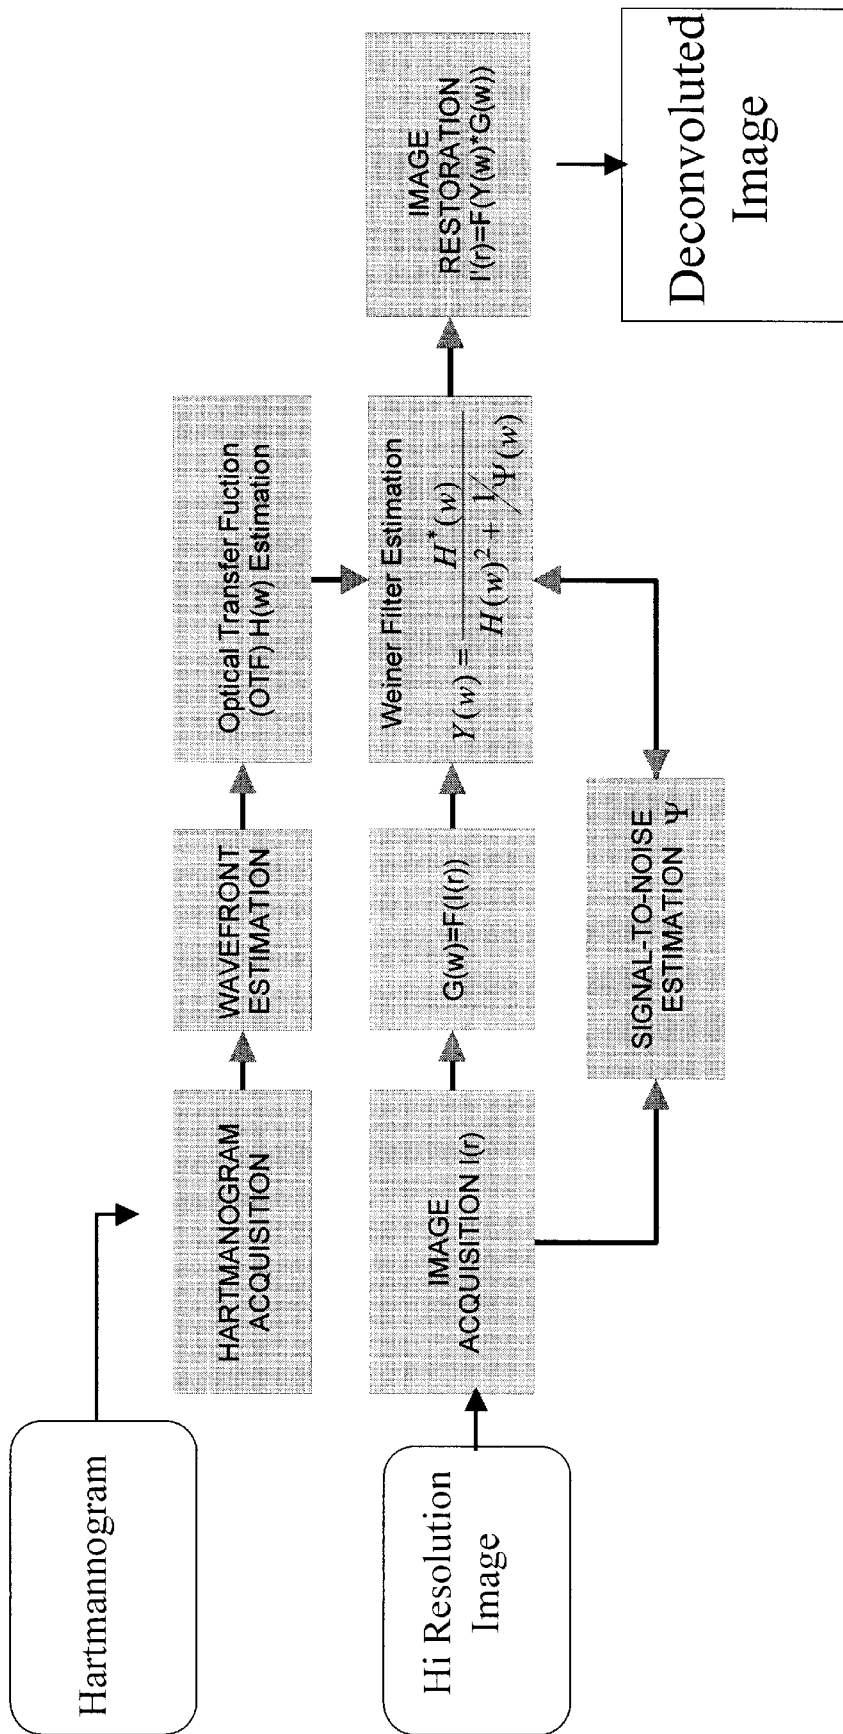 Hartmannogram
HARTMANOGRAM
ACQUISITION
WAVEFRONT
ESTIMATION
Optical Transfer Fuction
(OTF) H(w) Estimation
Hi Resolution
Image
IMAGE
ACQUISITION I(r)
G(w)=F(I(r))
Weiner Filter Estimation
Y(w) = H*(w) / H(w)² + 1/Ψ(w)
IMAGE
RESTORATION
I'(r)=F(Y(w)*G(w))
SIGNAL-TO-NOISE
ESTIMATION Ψ
Deconvoluted
Image